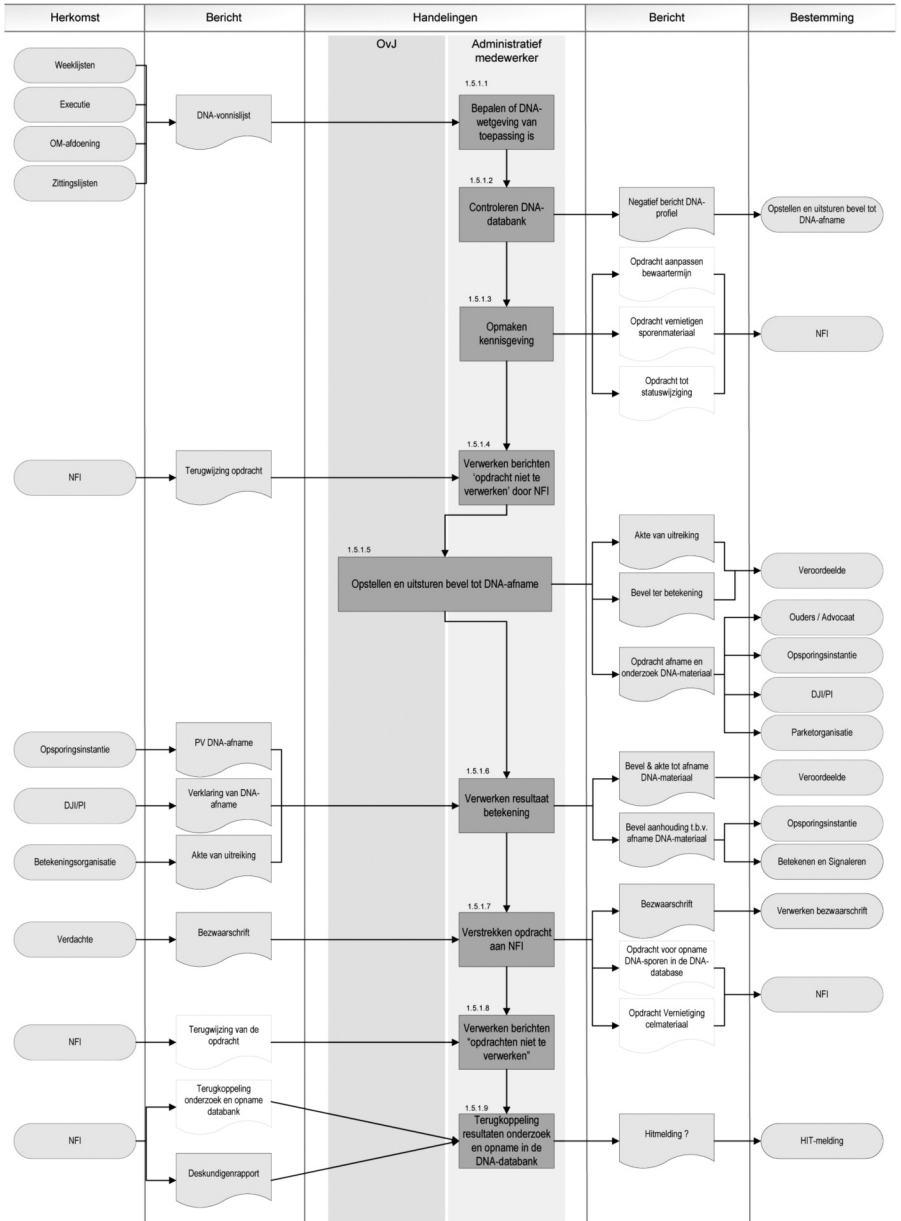 Herkomst
Bericht
Handelingen
Bericht
Bestemming
OvJ
Administratief
medewerker
Weeklijsten
Executie
OM-afdoening
Zittingslijsten
DNA-vonnislijst
1.5.1.1
Bepalen of DNA-
wetgeving van
toepassing is
1.5.1.2
Controleren DNA-
databank
Negatief bericht DNA-
profiel
Opstellen en uitsturen bevel tot
DNA-afname
1.5.1.3
Opmaken
kennisgeving
Opdracht aanpassen
bewaartermijn
Opdracht vernietigen
sporenmateriaal
Opdracht tot
statuswijziging
NFI
NFI
Terugwijzing opdracht
1.5.1.4
Verwerken berichten
‘opdracht niet te
verwerken’ door NFI
1.5.1.5
Opstellen en uitsturen bevel tot DNA-afname
Akte van uitreiking
Bevel ter betekening
Opdracht afname en
onderzoek DNA-materiaal
Veroordeelde
Ouders / Advocaat
Opsporingsinstantie
DJI/PI
Parketorganisatie
Opsporingsinstantie
PV DNA-afname
DJI/PI
Verklaring van DNA-
afname
Betekeningsorganisatie
Akte van uitreiking
1.5.1.6
Verwerken resultaat
betekening
Bevel & akte tot afname
DNA-materiaal
Veroordeelde
Bevel aanhouding t.b.v.
afname DNA-materiaal
Opsporingsinstantie
Betekenen en Signaleren
Verdachte
Bezwaarschrift
1.5.1.7
Verstrekken opdracht
aan NFI
Bezwaarschrift
Verwerken bezwaarschrift
Opdracht voor opname
DNA-sporen in de DNA-
database
Opdracht Vernietiging
celmateriaal
NFI
NFI
Terugwijzing van de
opdracht
1.5.1.8
Verwerken berichten
“opdrachten niet te
verwerken”
NFI
Terugkoppeling
onderzoek en opname
databank
Deskundigenrapport
1.5.1.9
Terugkoppeling
resultaten onderzoek
en opname in de
DNA-databank
Hitmelding ?
HIT-melding